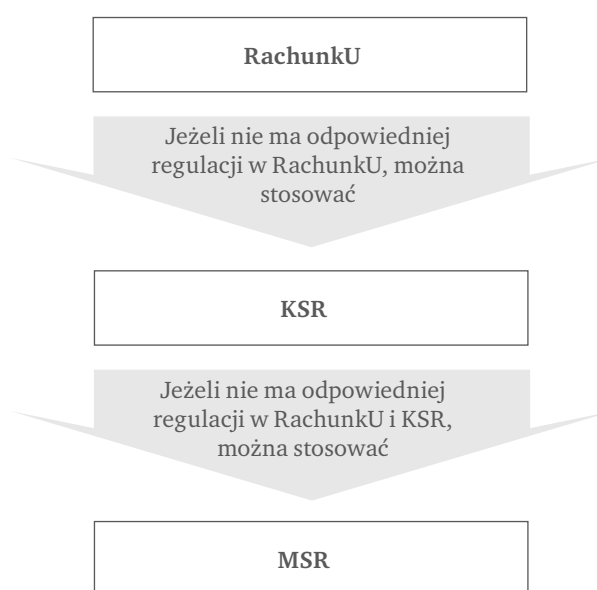 RachunkU
Jeżeli nie ma odpowiedniej
regulacji w RachunkU, można
stosować
KSR
Jeżeli nie ma odpowiedniej
regulacji w RachunkU i KSR,
można stosować
MSR